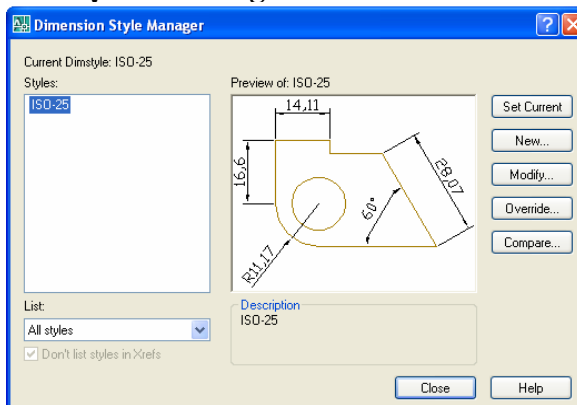 Dimension Style Manager
Current Dimstyle: ISO-25
Styles:
ISO-25
Preview of: ISO-25
14,11
16,6
28,07
60°
R11,17
Set Current
New...
Modify...
Override...
Compare...
List:
All styles
Don't list styles in Xrefs
Description
ISO-25
Close
Help